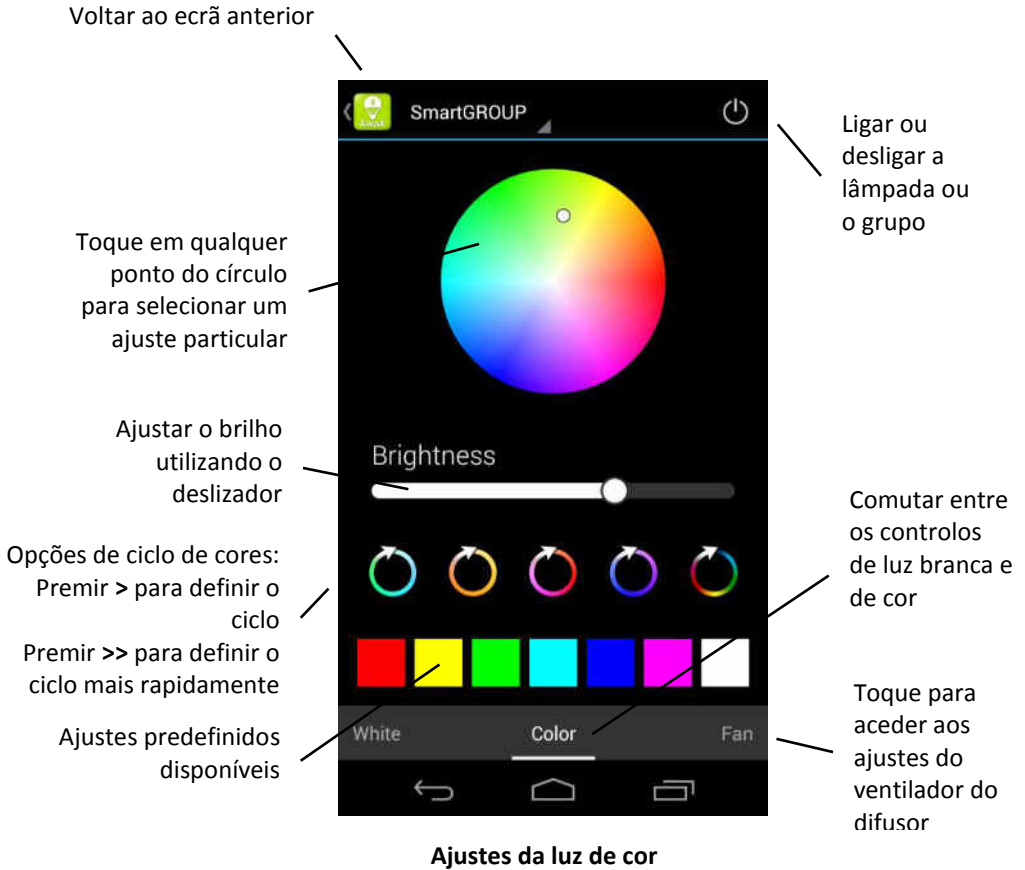 Voltar ao ecrã anterior
SmartGROUP
Ligar ou
desligar a
lâmpada ou
o grupo
Toque em qualquer
ponto do círculo
para selecionar um
ajuste particular
Ajustar o brilho
utilizando o
deslizador
Brightness
Comutar entre
os controlos
de luz branca e
de cor
Opções de ciclo de cores:
Premir > para definir o
ciclo
Premir >> para definir o
ciclo mais rapidamente
Ajustes predefinidos
disponíveis
White
Color
Fan
Toque para
aceder aos
ajustes do
ventilador do
difusor
Ajustes da luz de cor